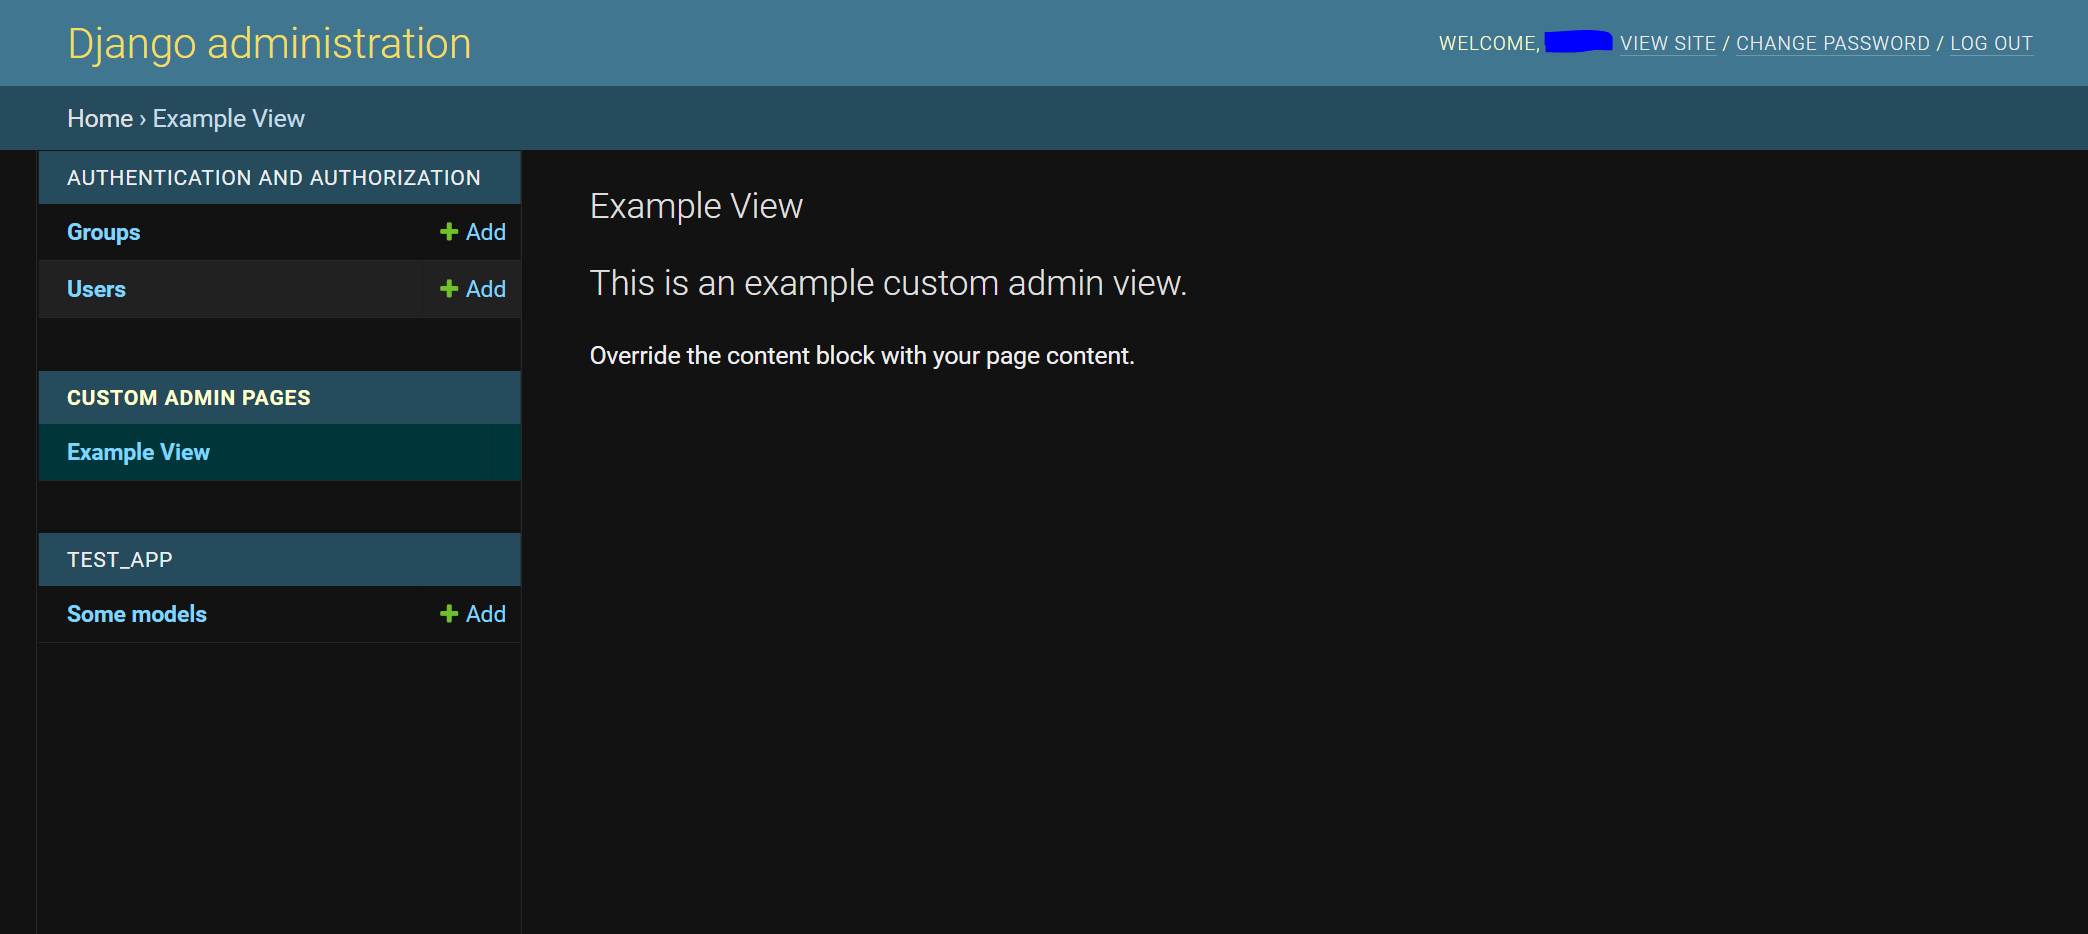 Django administration
WELCOME, VIEW SITE / CHANGE PASSWORD / LOG OUT
Home › Example View
AUTHENTICATION AND AUTHORIZATION
Groups + Add
Users + Add
CUSTOM ADMIN PAGES
Example View
TEST_APP
Some models + Add
Example View
This is an example custom admin view.
Override the content block with your page content.